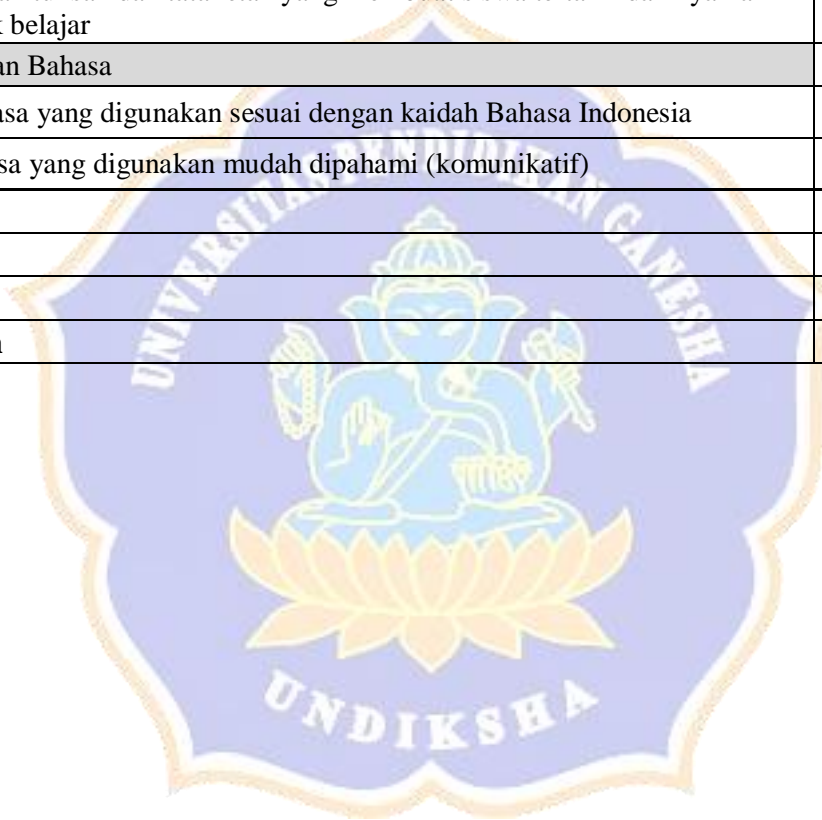 belajar
an Bahasa
asa yang digunakan sesuai dengan kaidah Bahasa Indonesia
sa yang digunakan mudah dipahami (komunikatif)
UNIVERSITAS PENDIDIKAN GANESHA
UNDIKSHA